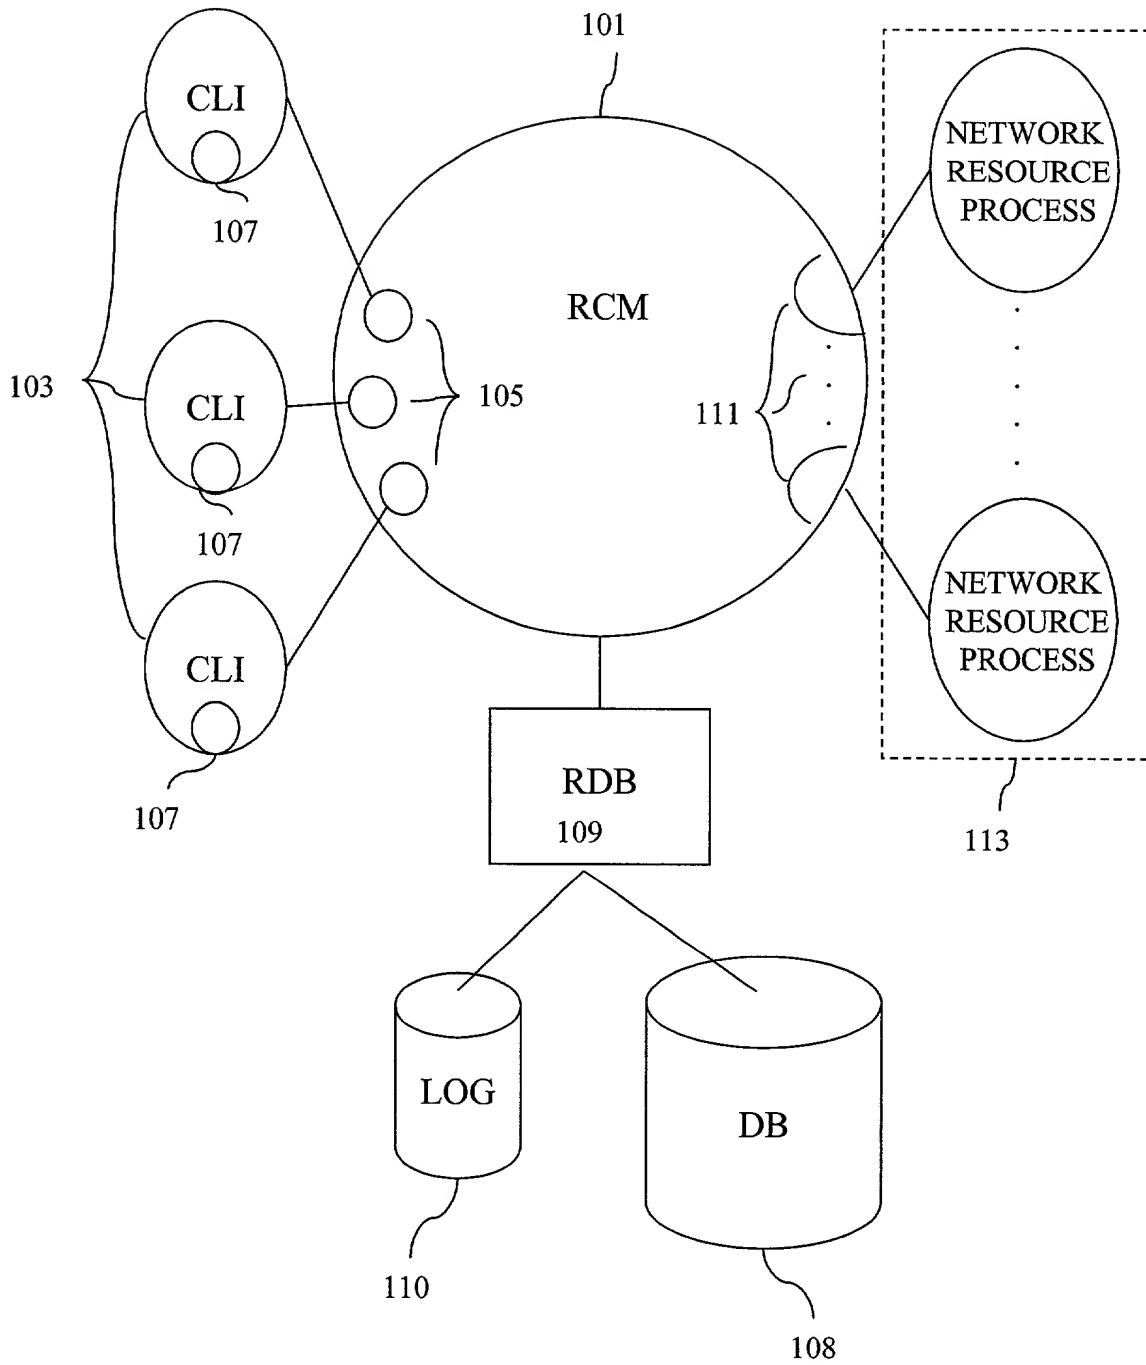 101
CLI
NETWORK
RESOURCE
PROCESS
107
RCM
103
CLI
105
111
107
CLI
NETWORK
RESOURCE
PROCESS
RDB
107
109
113
LOG
DB
110
108